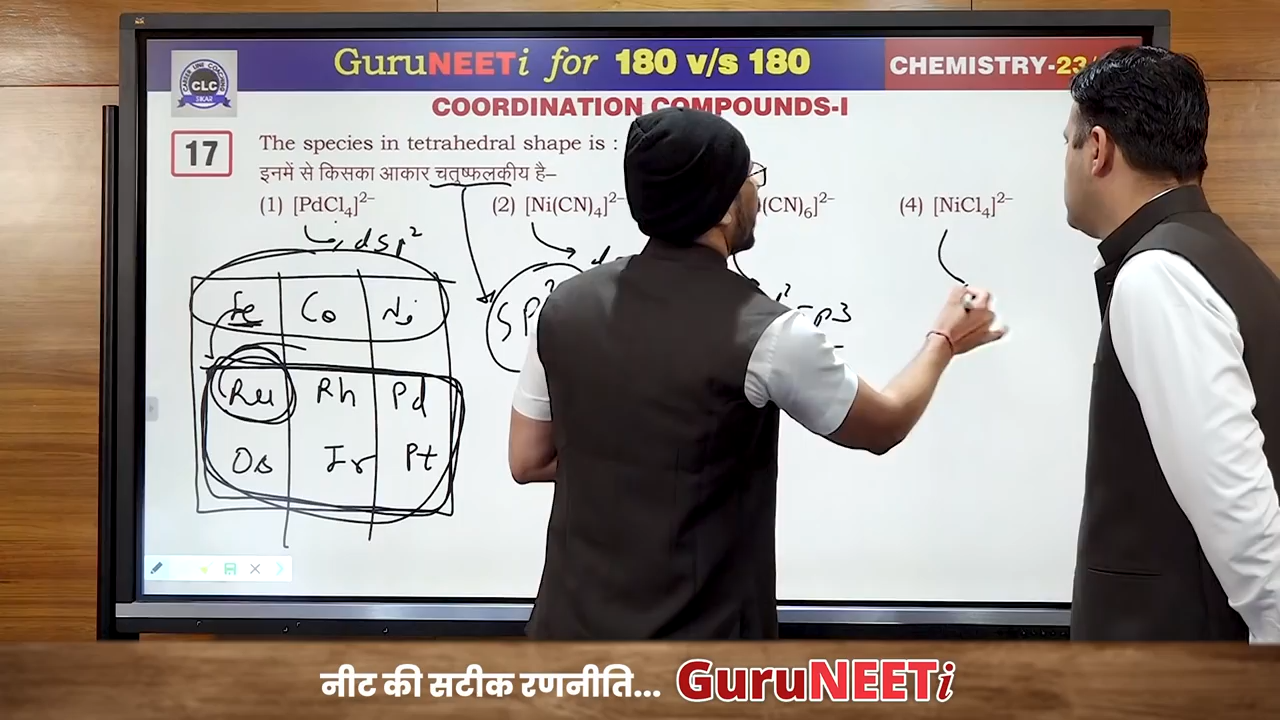 GuruNEETi for 180 v/s 180
CHEMISTRY-23
CLC
SIKAR
COORDINATION COMPOUNDS-I
17
The species in tetrahedral shape is :
इनमें से किसका आकार चतुष्फलकीय है–
(1) [PdCl₄]²⁻
(2) [Ni(CN)₄]²⁻
(CN)₆]²⁻
(4) [NiCl₄]²⁻
dsp²
Fe Co Ni
Ru Rh Pd
Os Ir Pt
SP
नीट की सटीक रणनीति... GuruNEETi